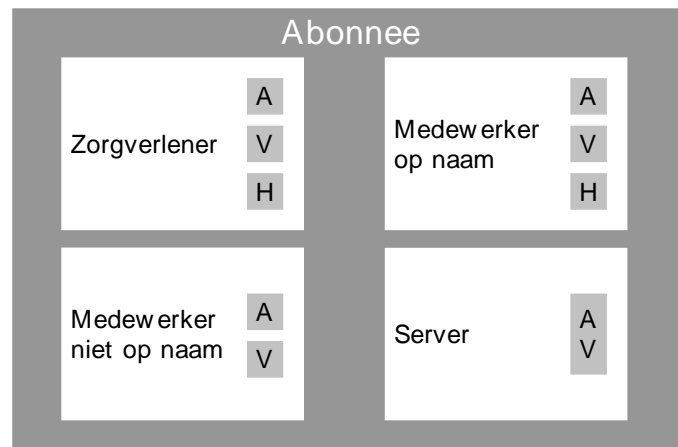 Abonnee
Zorgverlener
A
V
H
Medewerker
op naam
A
V
H
Medewerker
niet op naam
A
V
Server
A
V